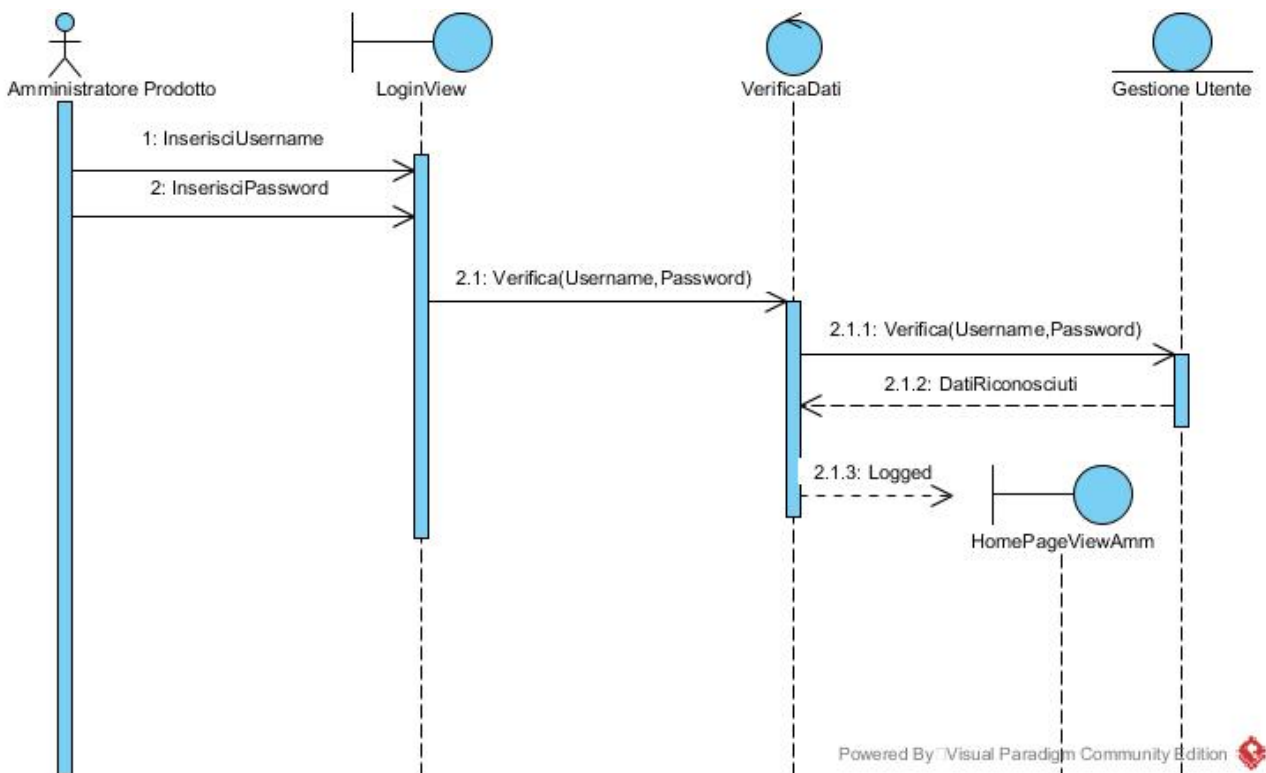 Amministratore Prodotto
LoginView
VerificaDati
Gestione Utente
1: InserisciUsername
2: InserisciPassword
2.1: Verifica(Username,Password)
2.1.1: Verifica(Username,Password)
2.1.2: DatiRiconosciuti
2.1.3: Logged
HomePageViewAmm
Powered By Visual Paradigm Community Edition